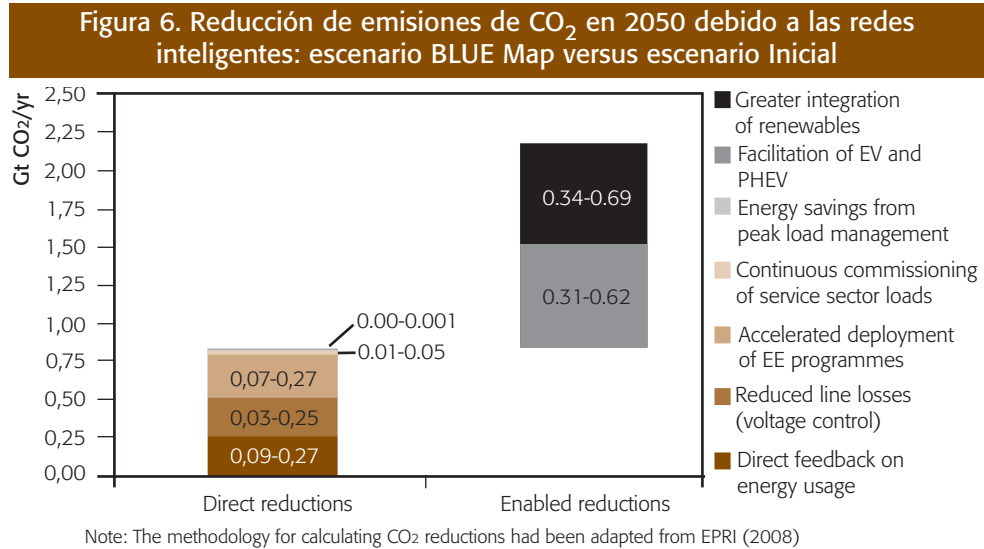 Figura 6. Reducción de emisiones de CO₂ en 2050 debido a las redes
inteligentes: escenario BLUE Map versus escenario Inicial
Gt CO₂/yr
2,50
2,25
2,00
1,75
1,50
1,25
1,00
0,75
0,50
0,25
0,00
0.00-0.001
0.01-0.05
0,07-0,27
0,03-0,25
0,09-0,27
0.34-0.69
0.31-0.62
Direct reductions
Enabled reductions
Greater integration
of renewables
Facilitation of EV and
PHEV
Energy savings from
peak load management
Continuous commissioning
of service sector loads
Accelerated deployment
of EE programmes
Reduced line losses
(voltage control)
Direct feedback on
energy usage
Note: The methodology for calculating CO₂ reductions had been adapted from EPRI (2008)